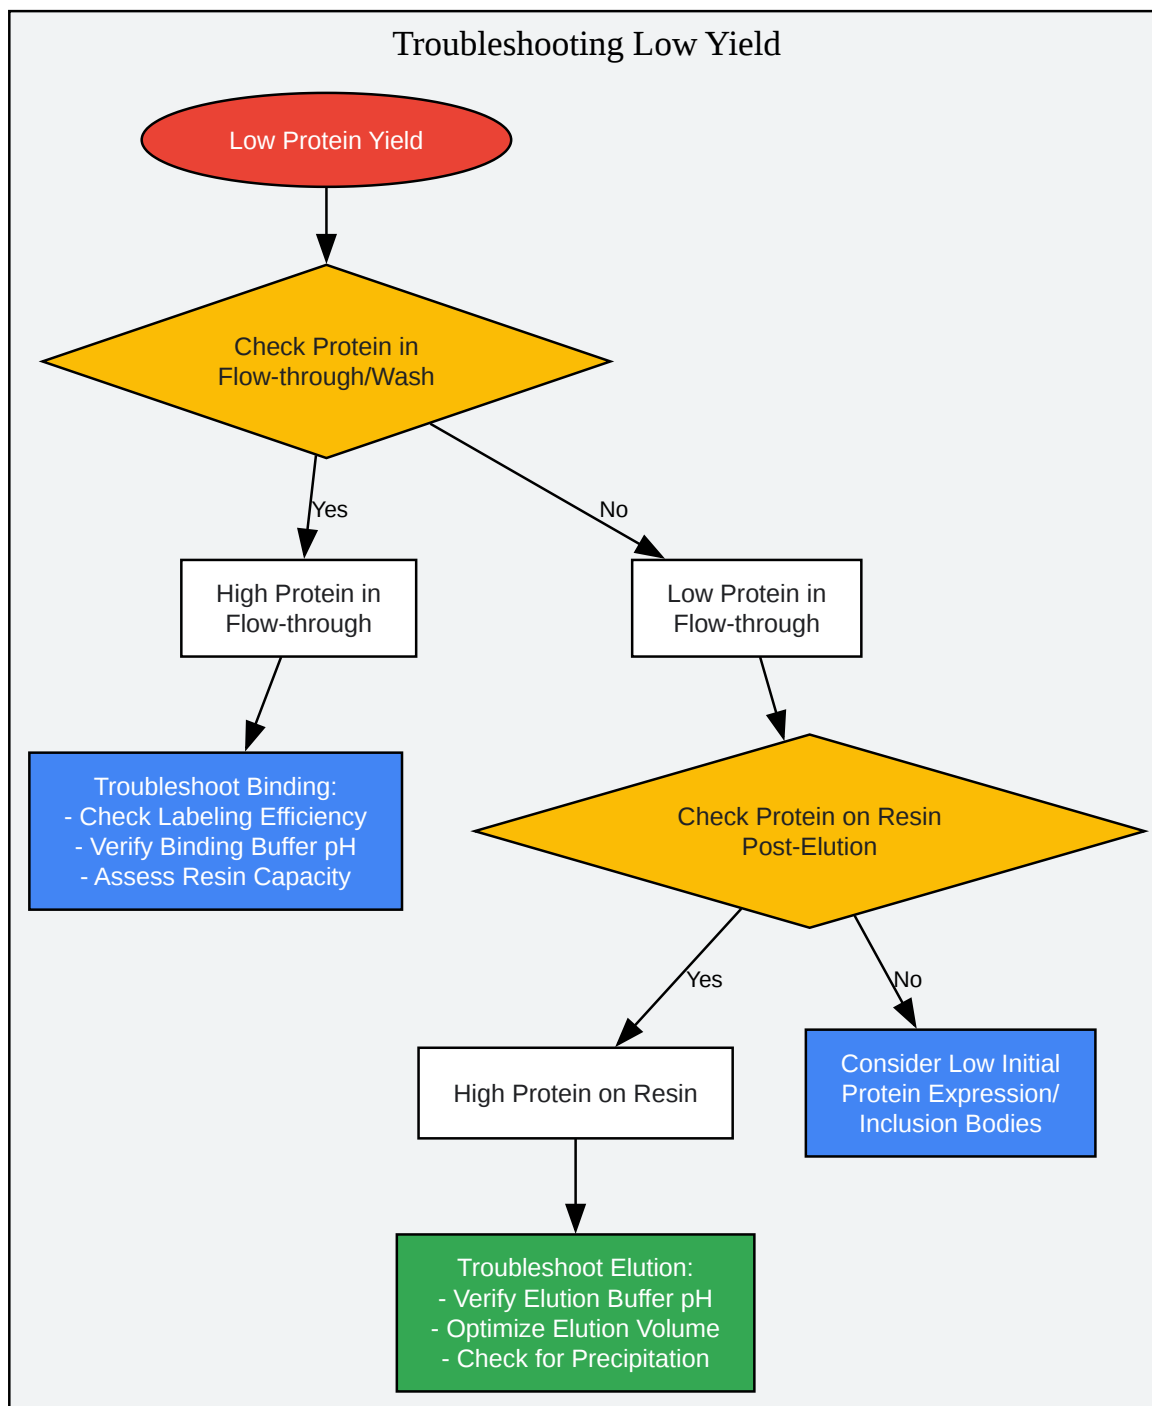 Troubleshooting Low Yield
Low Protein Yield
Check Protein in
Flow-through/Wash
Yes
No
High Protein in
Flow-through
Low Protein in
Flow-through
Troubleshoot Binding:
- Check Labeling Efficiency
- Verify Binding Buffer pH
- Assess Resin Capacity
Check Protein on Resin
Post-Elution
Yes
No
High Protein on Resin
Consider Low Initial
Protein Expression/
Inclusion Bodies
Troubleshoot Elution:
- Verify Elution Buffer pH
- Optimize Elution Volume
- Check for Precipitation